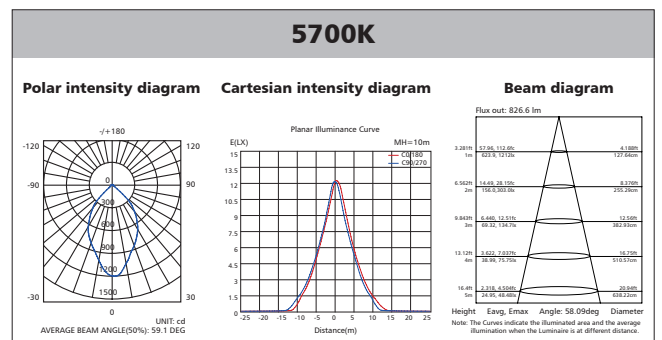 5700K
Polar intensity diagram
Cartesian intensity diagram
Beam diagram
-/+180
-120
120
-90
90
-30
30
0
0
300
600
900
1200
1500
UNIT: cd
AVERAGE BEAM ANGLE(50%): 59.1 DEG
Planar Illuminance Curve
E(LX)
MH=10m
C0/180
C90/270
15
13.5
12
10.5
9
7.5
6
4.5
3
1.5
0
-25 -20 -15 -10 -5 0 5 10 15 20 25
Distance(m)
Flux out: 826.6 lm
3.281ft 57.96, 112.6fc 4.188ft
1m 623.9, 1212lx 127.64cm
6.562ft 14.49, 28.15fc 8.376ft
2m 156.0,303.0lx 255.29cm
9.843ft 6.440, 12.51fc 12.56ft
3m 69.32, 134.7lx 382.93cm
13.12ft 3.622, 7.037fc 16.75ft
4m 38.99, 75.75lx 510.57cm
16.4ft 2.318, 4.504fc 20.94ft
5m 24.95, 48.48lx 638.22cm
Height Eavg, Emax Angle: 58.09deg Diameter
Note: The Curves indicate the illuminated area and the average
illumination when the Luminaire is at different distance.